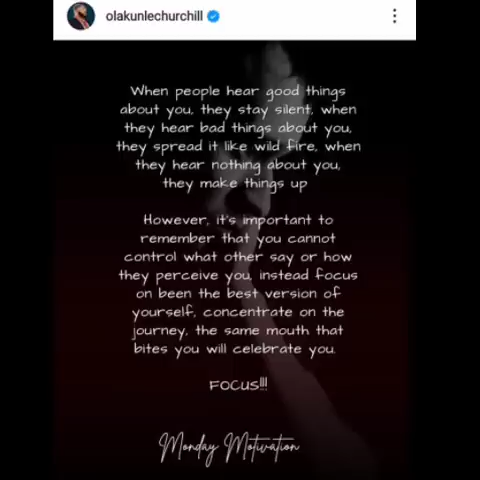 olakunlechurchill
When people hear good things
about you, they stay silent, when
they hear bad things about you,
they spread it like wild fire, when
they hear nothing about you,
they make things up
However, it's important to
remember that you cannot
control what other say or how
they perceive you, instead focus
on been the best version of
yourself, concentrate on the
journey, the same mouth that
bites you will celebrate you.
FOCUS!!!
Monday Motivation